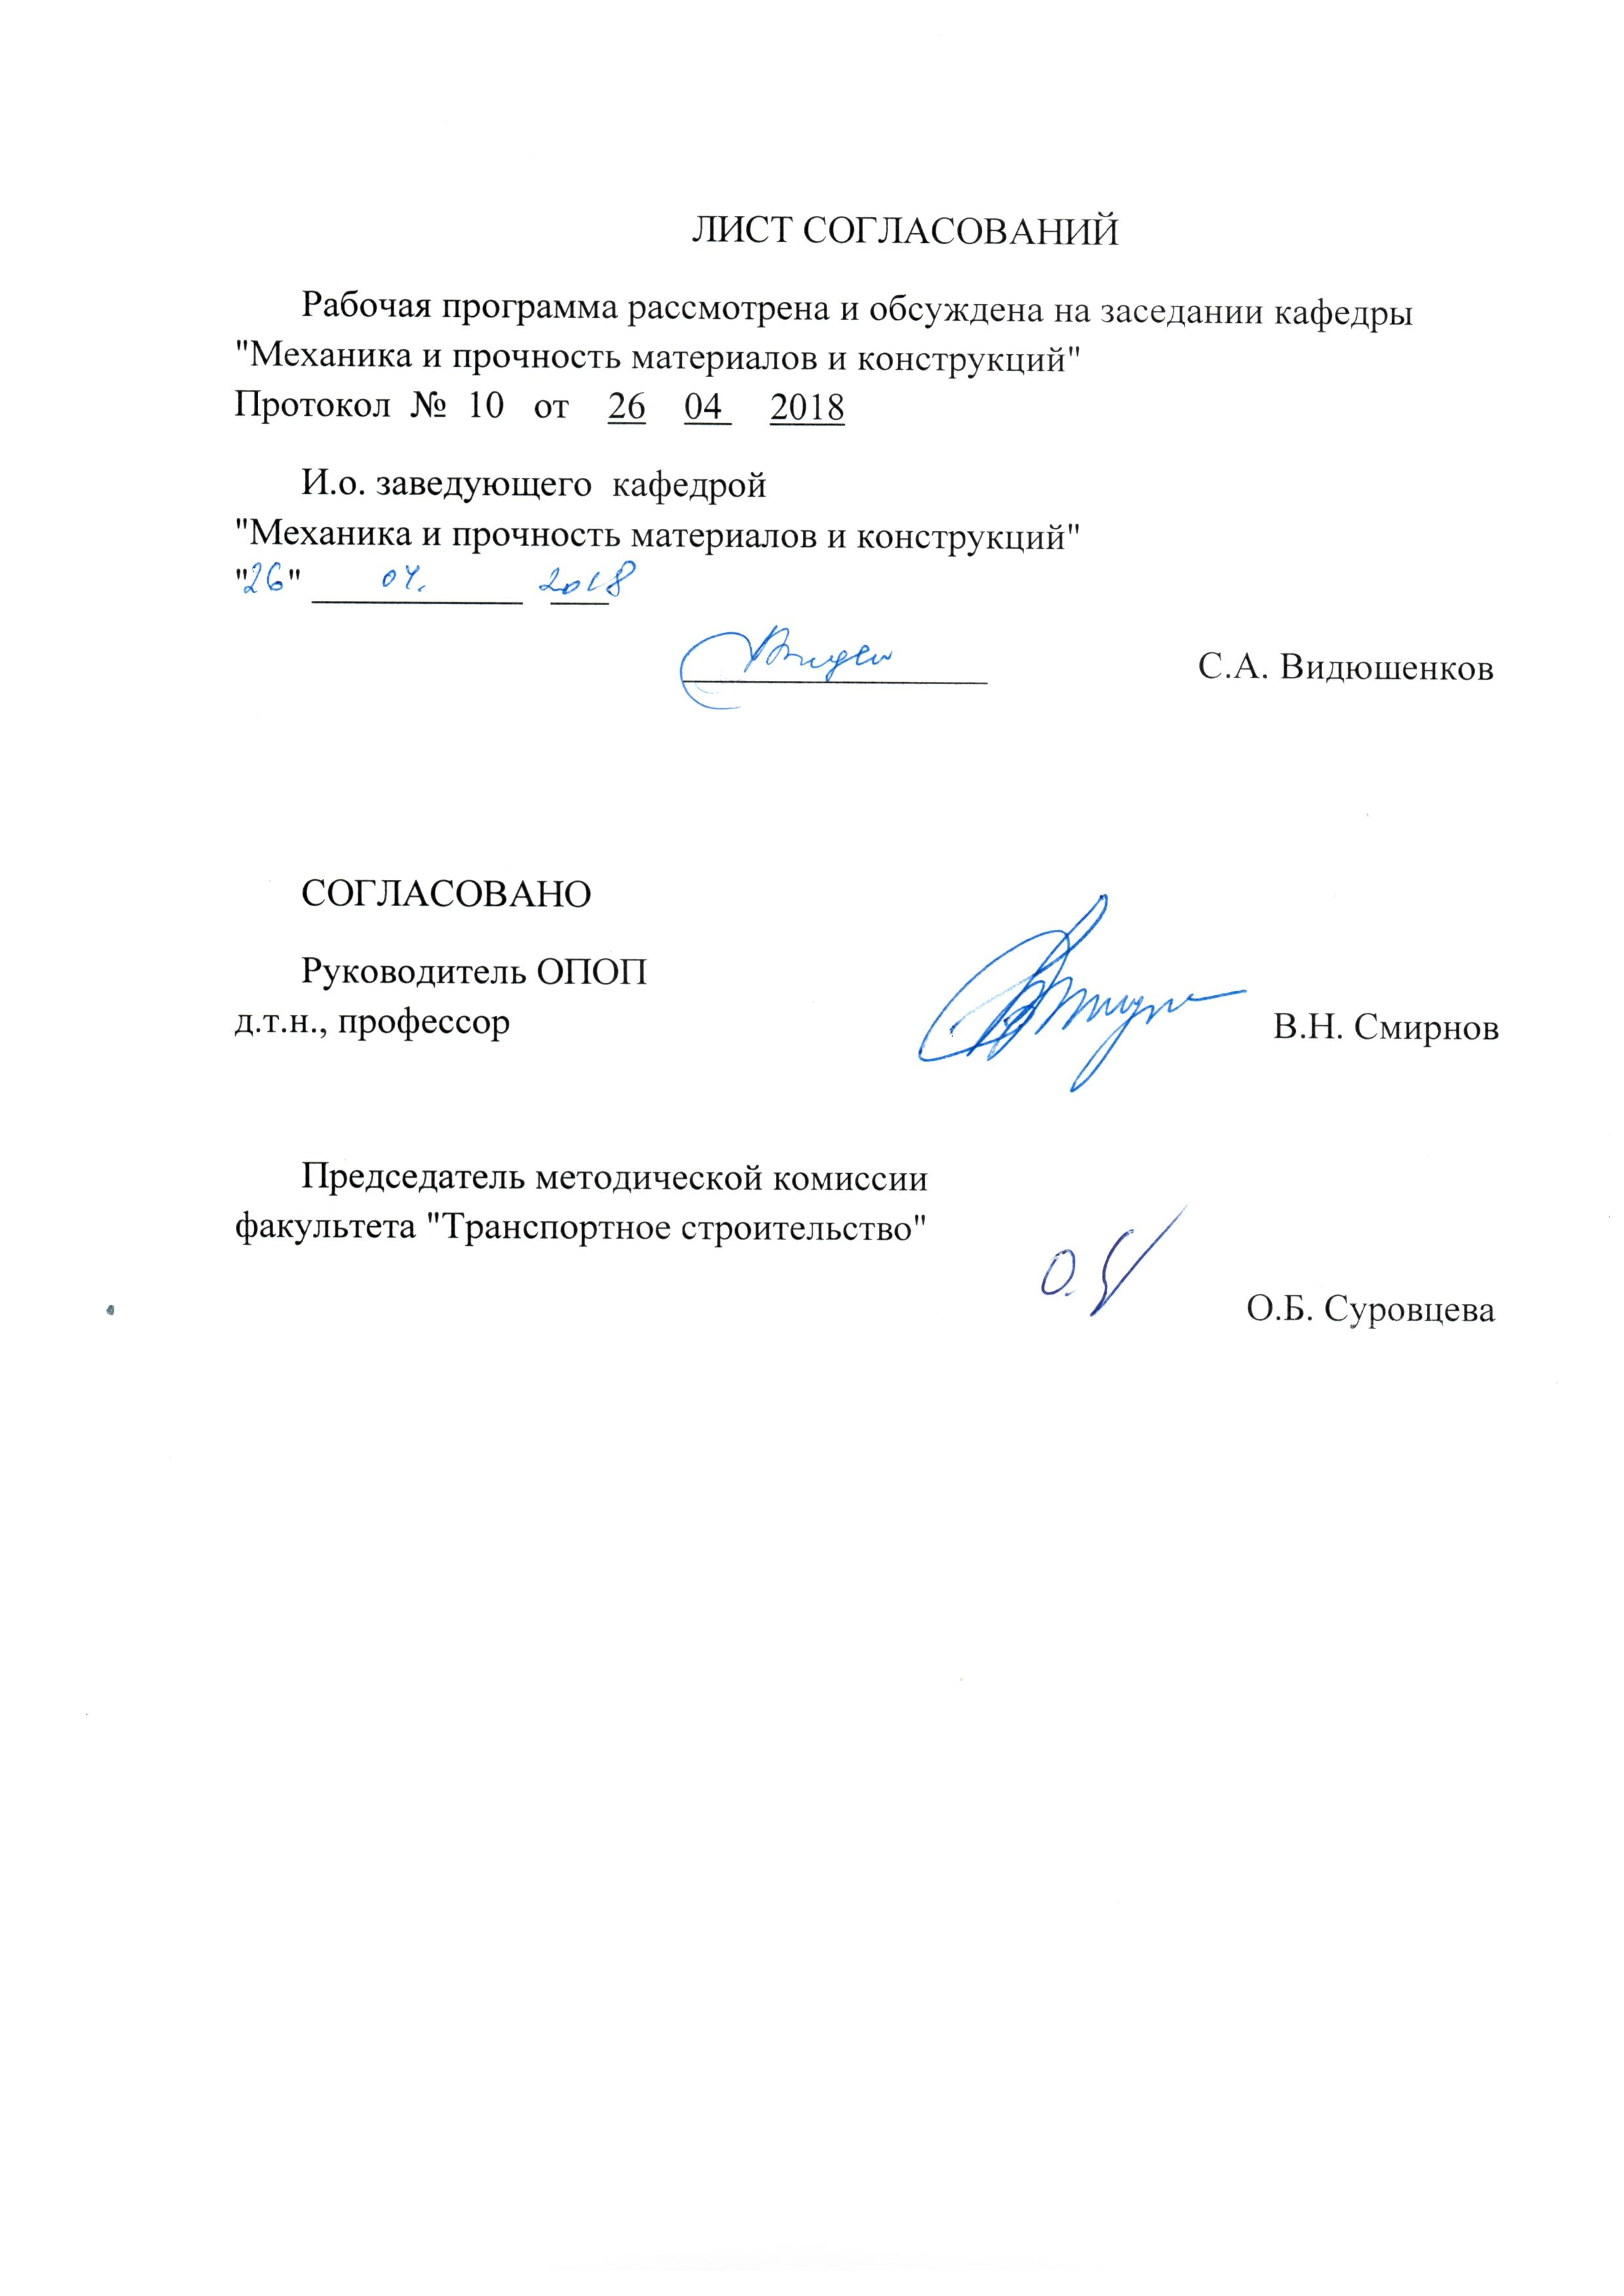 ЛИСТ СОГЛАСОВАНИЙ
Рабочая программа рассмотрена и обсуждена на заседании кафедры
"Механика и прочность материалов и конструкций"
Протокол № 10 от 26 04 2018
И.о. заведующего кафедрой
"Механика и прочность материалов и конструкций"
"26" 04. 2018
С.А. Видюшенков
СОГЛАСОВАНО
Руководитель ОПОП
д.т.н., профессор
В.Н. Смирнов
Председатель методической комиссии
факультета "Транспортное строительство"
О.Б. Суровцева